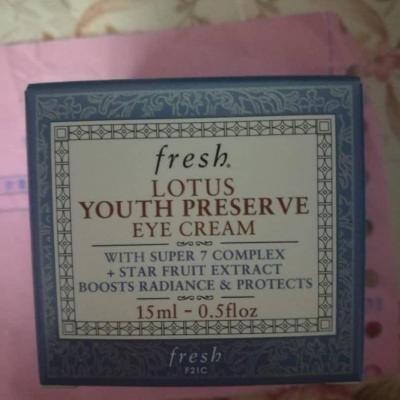 fresh®
LOTUS
YOUTH PRESERVE
EYE CREAM
WITH SUPER 7 COMPLEX
+ STAR FRUIT EXTRACT
BOOSTS RADIANCE & PROTECTS
15ml - 0.5floz
fresh
F21C